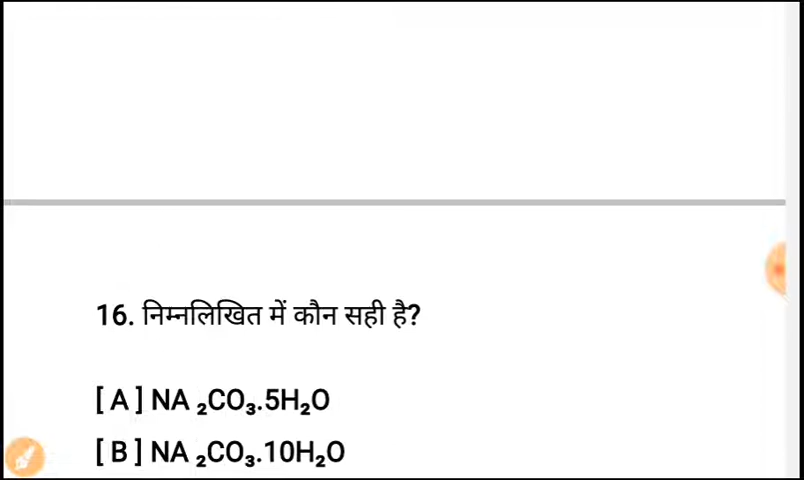 16. निम्नलिखित में कौन सही है?
[ A ] NA ₂CO₃.5H₂O
[ B ] NA ₂CO₃.10H₂O